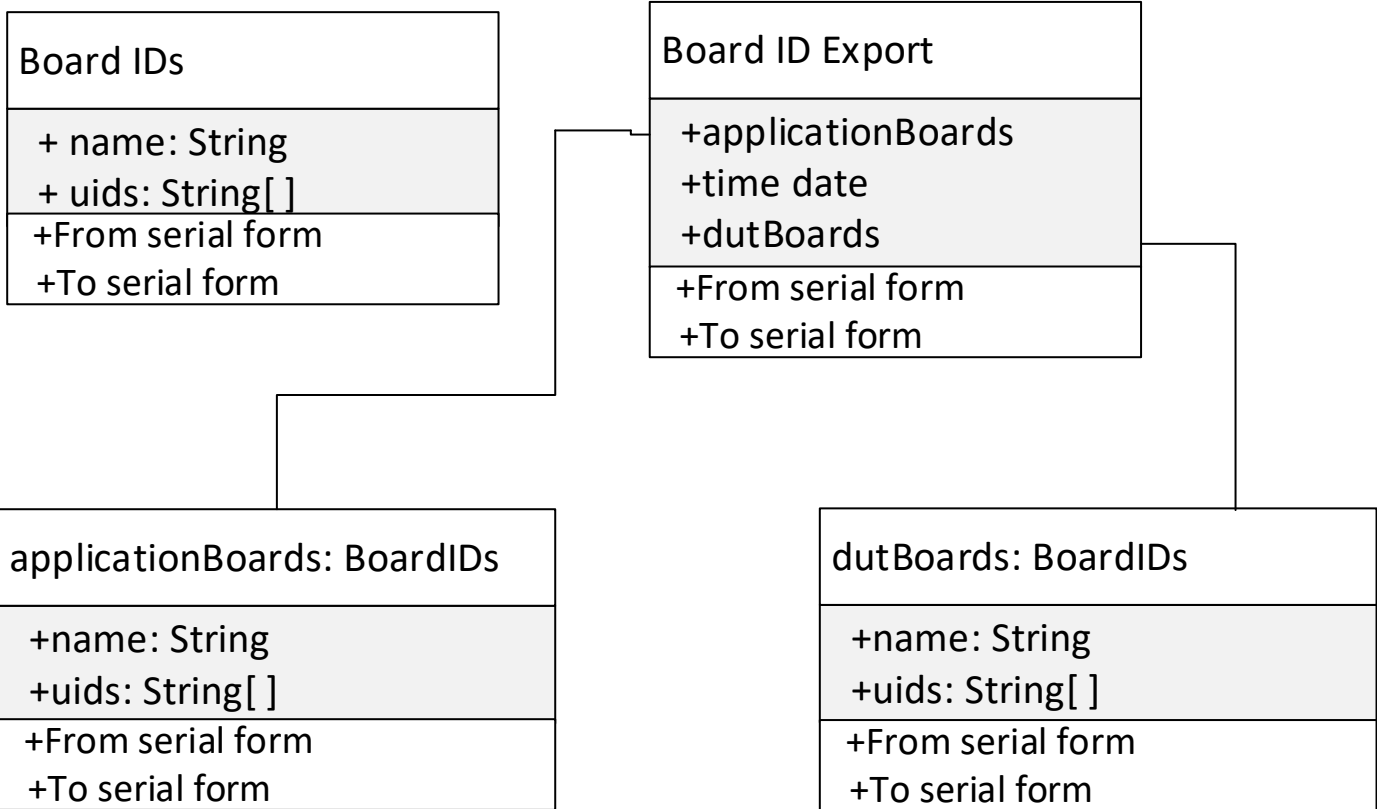 Board IDs
+ name: String
+ uids: String[ ]
+From serial form
+To serial form
Board ID Export
+applicationBoards
+time date
+dutBoards
+From serial form
+To serial form
applicationBoards: BoardIDs
+name: String
+uids: String[ ]
+From serial form
+To serial form
dutBoards: BoardIDs
+name: String
+uids: String[ ]
+From serial form
+To serial form